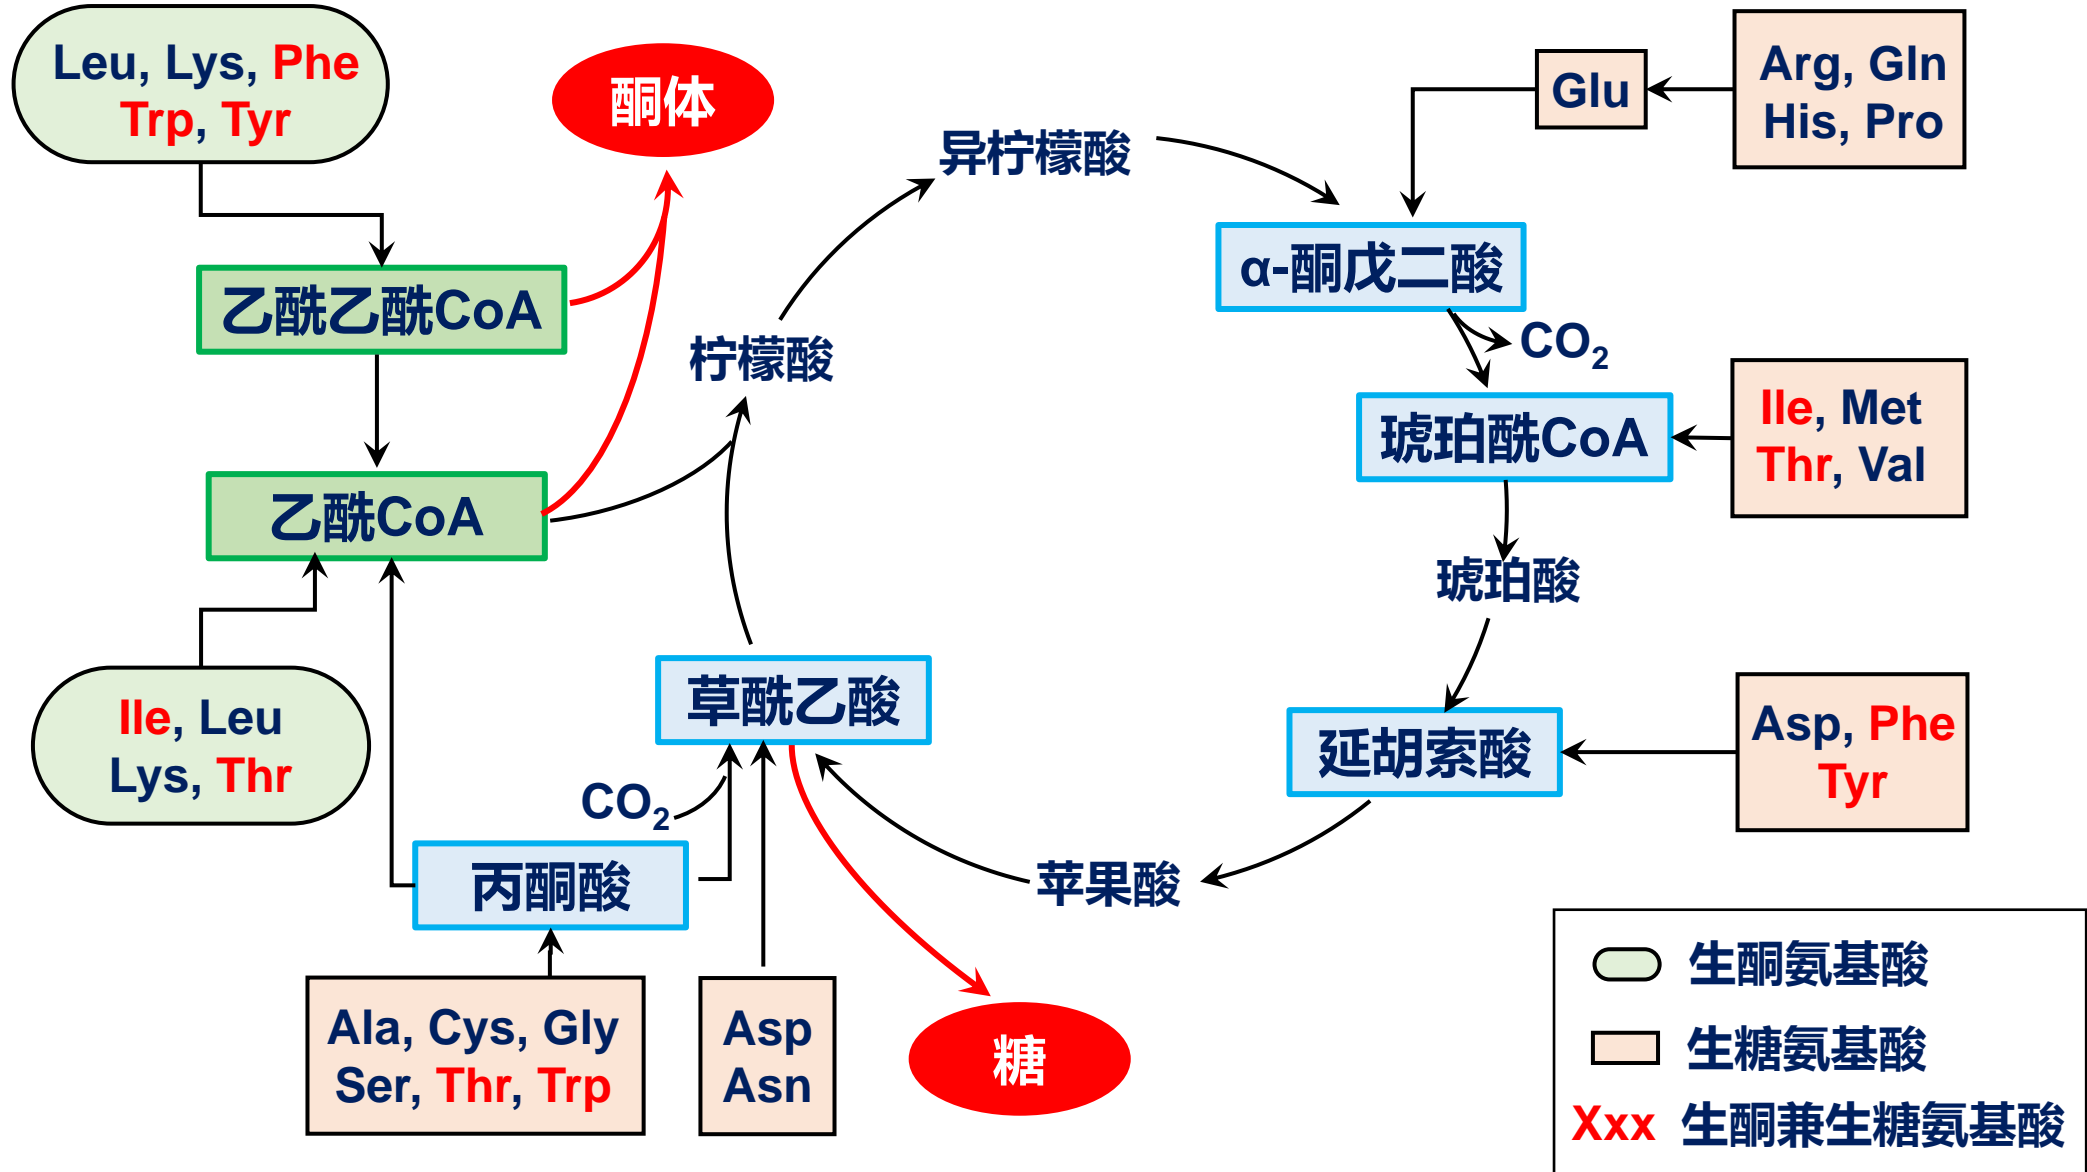 Leu, Lys, Phe
Trp, Tyr
酮体
异柠檬酸
Glu
Arg, Gln
His, Pro
乙酰乙酰CoA
α-酮戊二酸
CO₂
柠檬酸
琥珀酰CoA
Ile, Met
Thr, Val
乙酰CoA
琥珀酸
Ile, Leu
Lys, Thr
草酰乙酸
延胡索酸
Asp, Phe
Tyr
CO₂
丙酮酸
苹果酸
Ala, Cys, Gly
Ser, Thr, Trp
Asp
Asn
糖
生酮氨基酸
生糖氨基酸
Xxx 生酮兼生糖氨基酸